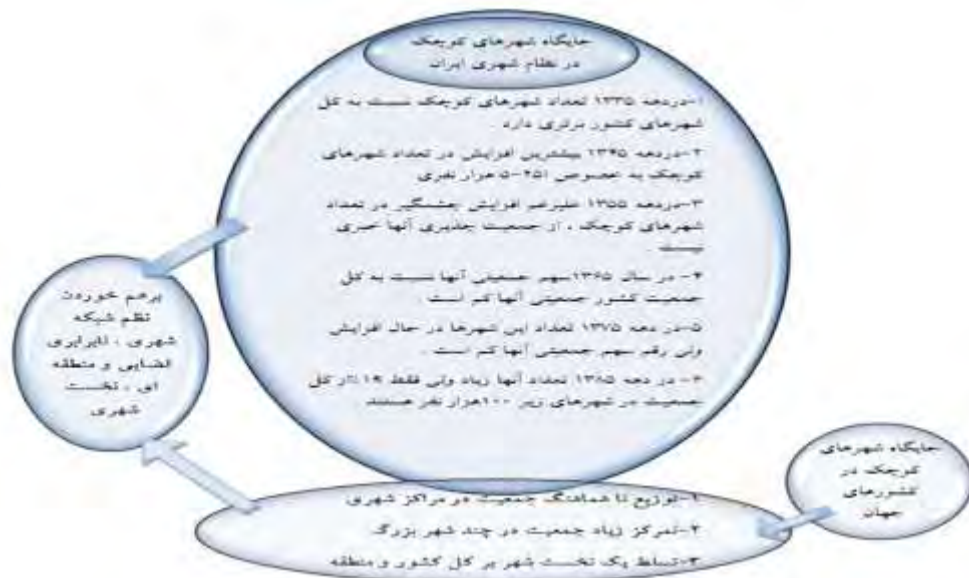 جایگاه شهرهای کوچک
در نظام شهری ایران
۱-دردهه ۱۳۳۵ تعداد شهرهای کوچک نسبت به کل
شهرهای کشور برتری دارد
۲-دردهه ۱۳۴۵ بیشترین افزایش در تعداد شهرهای
کوچک به خصوص (۲۵-۵ هزار نفری
۳-دردهه ۱۳۵۵ علیرغم افزایش چشمگیر در تعداد
شهرهای کوچک ، از جمعیت پذیری آنها خبری
نیست
۴- در سال ۱۳۶۵سهم جمعیتی آنها نسبت به کل
جمعیت کشور جمعیتی آنها کم است .
۵-در دهه ۱۳۷۵ تعداد این شهرها در حال افزایش
ولی رقم سهم جمعیتی آنها کم است .
۶- در دهه ۱۳۸۵ تعداد آنها زیاد ولی فقط ۱۹٪از کل
جمعیت در شهرهای زیر ۱۰۰هزار نفر هستند .
برهم خوردن
نظم شبکه
شهری ، نابرابری
فضایی و منطقه
ای ، نخست
شهری
جایگاه شهرهای
کوچک در
کشورهای
جهان
۱-توزیع نا هماهنگ جمعیت در مراکز شهری
۲-تمرکز زیاد جمعیت در چند شهر بزرگ
۳-تسلط یک نخست شهر بر کل کشور و منطقه